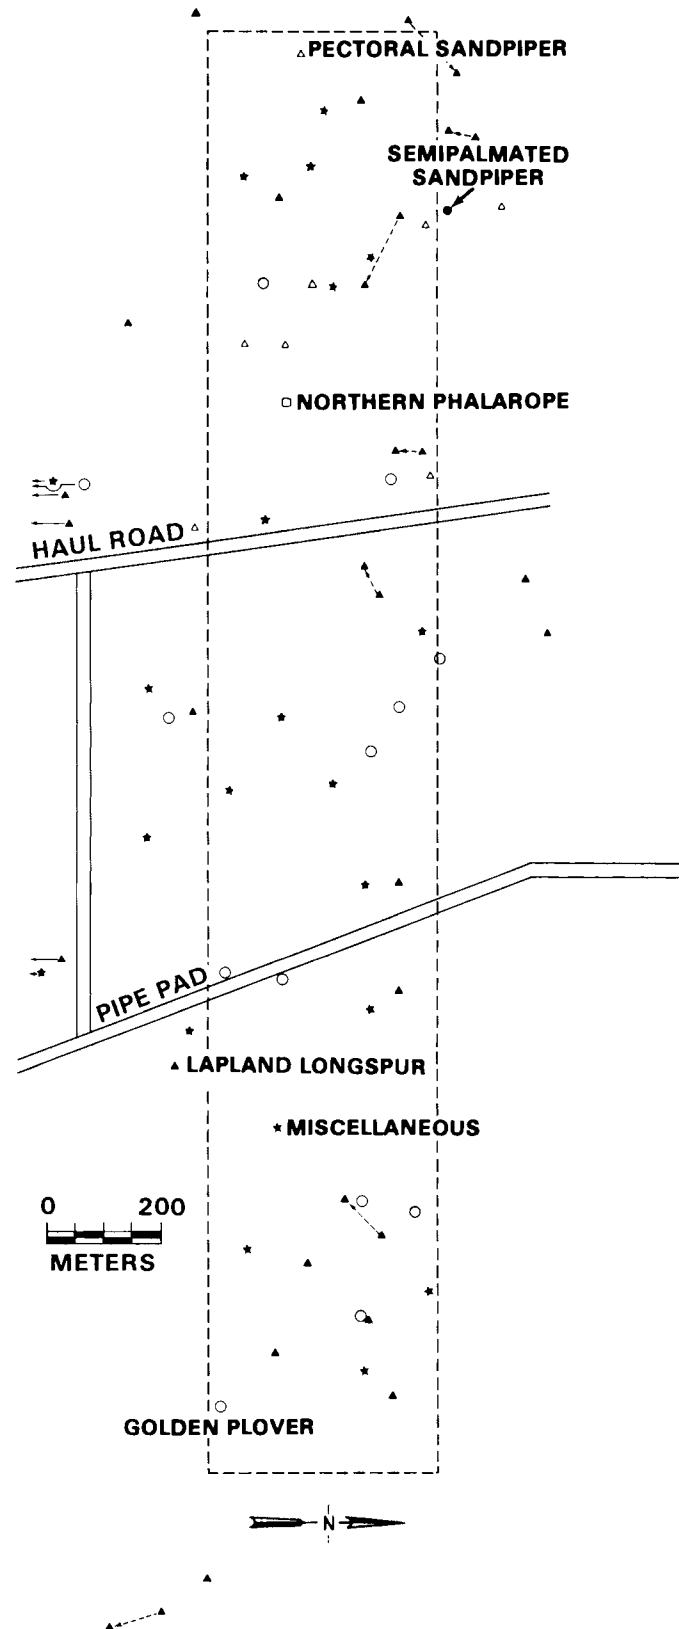 PECTORAL SANDPIPER
SEMIPALMATED
SANDPIPER
NORTHERN PHALAROPE
HAUL ROAD
PIPE PAD
LAPLAND LONGSPUR
MISCELLANEOUS
0 200
METERS
GOLDEN PLOVER
N